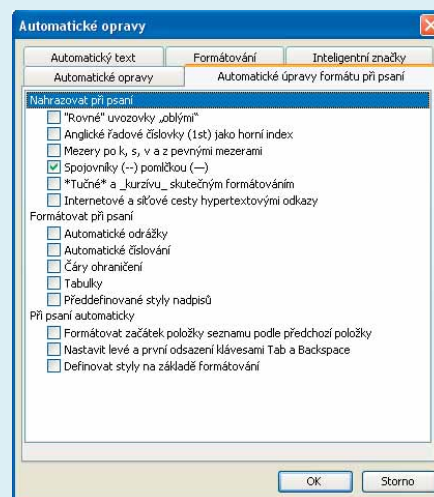 Automatické opravy
Automatický text
Formátování
Inteligentní značky
Automatické opravy
Automatické úpravy formátu při psaní
Nahrazovat při psaní
"Rovné" uvozovky „oblými“
Anglické řadové číslovky (1st) jako horní index
Mezery po k, s, v a z pevnými mezerami
Spojovníky (--) pomlčkou (—)
*Tučné* a _kurzívu_ skutečným formátováním
Internetové a síťové cesty hypertextovými odkazy
Formátovat při psaní
Automatické odrážky
Automatické číslování
Čáry ohraničení
Tabulky
Předdefinované styly nadpisů
Při psaní automaticky
Formátovat začátek položky seznamu podle předchozí položky
Nastavit levé a první odsazení klávesami Tab a Backspace
Definovat styly na základě formátování
OK
Storno